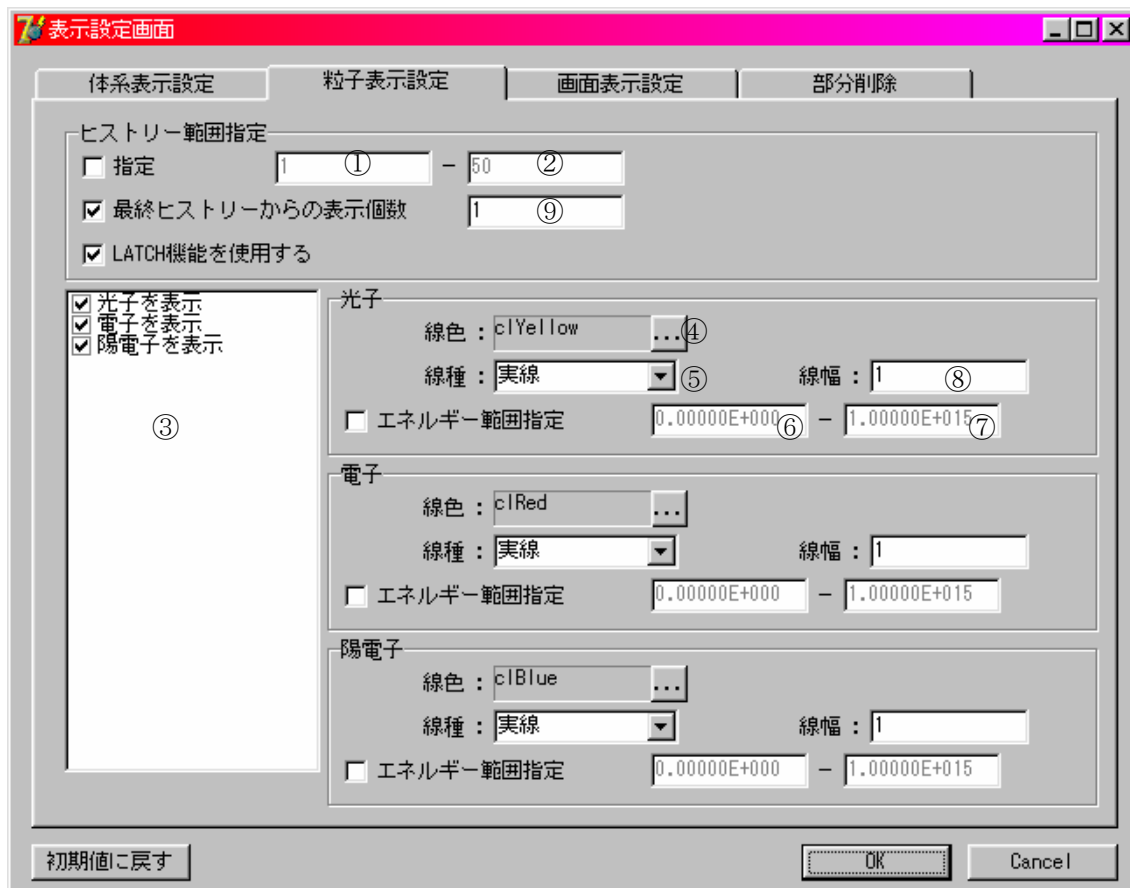 表示設定画面
体系表示設定 粒子表示設定 画面表示設定 部分削除
ヒストリー範囲指定
指定 1 ① - 50 ②
最終ヒストリーからの表示個数 1 ⑨
LATCH機能を使用する
光子を表示
電子を表示
陽電子を表示
③
光子
線色 : clYellow ... ④
線種 : 実線 ⑤ 線幅 : 1 ⑧
エネルギー範囲指定 0.00000E+000 ⑥ - 1.00000E+015 ⑦
電子
線色 : clRed ...
線種 : 実線 線幅 : 1
エネルギー範囲指定 0.00000E+000 - 1.00000E+015
陽電子
線色 : clBlue ...
線種 : 実線 線幅 : 1
エネルギー範囲指定 0.00000E+000 - 1.00000E+015
初期値に戻す OK Cancel